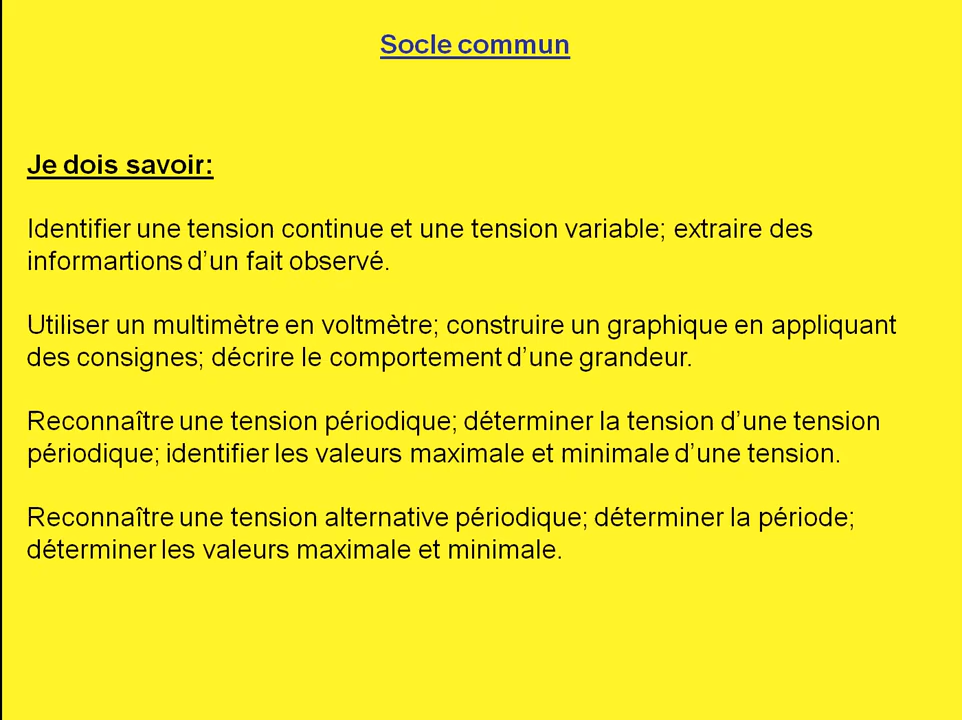 Socle commun
Je dois savoir:
Identifier une tension continue et une tension variable; extraire des
informartions d’un fait observé.
Utiliser un multimètre en voltmètre; construire un graphique en appliquant
des consignes; décrire le comportement d’une grandeur.
Reconnaître une tension périodique; déterminer la tension d’une tension
périodique; identifier les valeurs maximale et minimale d’une tension.
Reconnaître une tension alternative périodique; déterminer la période;
déterminer les valeurs maximale et minimale.